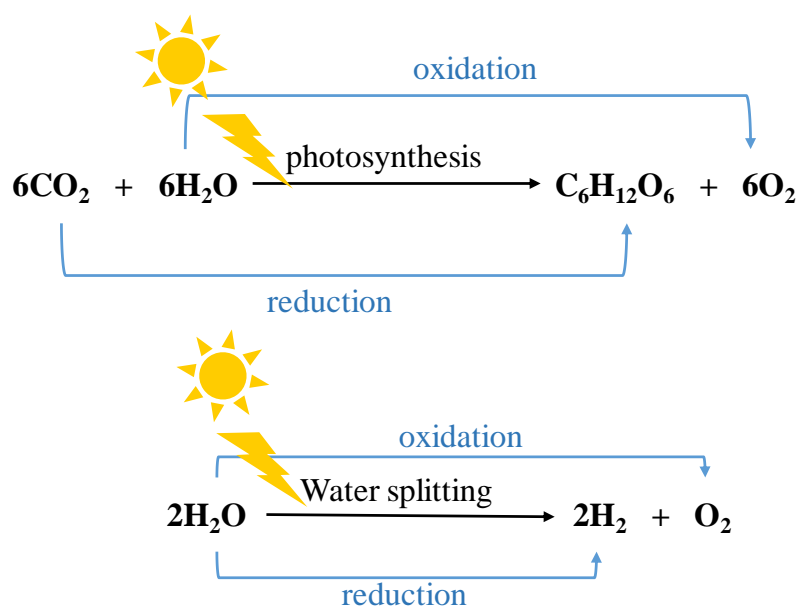 oxidation
photosynthesis
6CO₂ + 6H₂O C₆H₁₂O₆ + 6O₂
reduction
oxidation
Water splitting
2H₂O 2H₂ + O₂
reduction